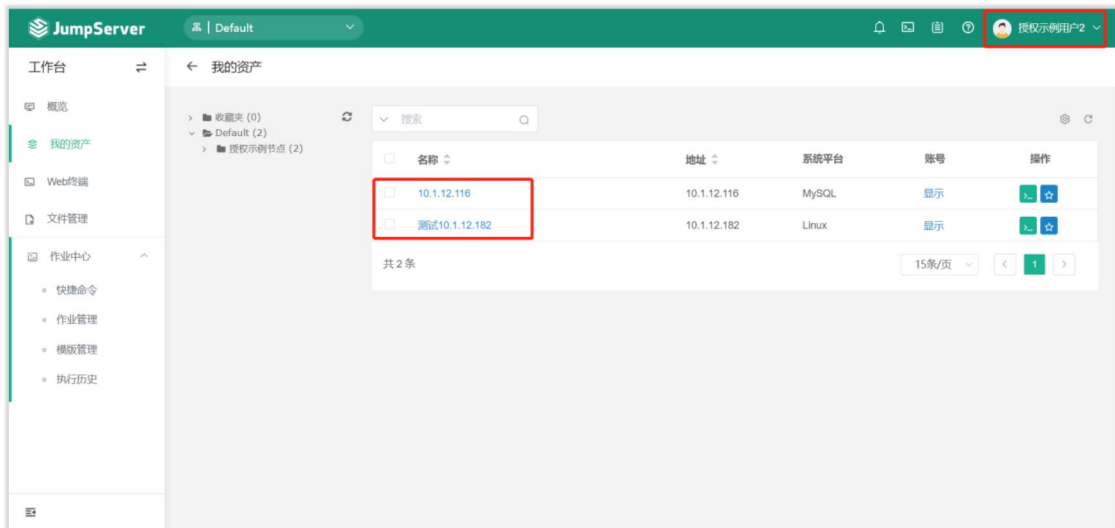 JumpServer
Default
授权示例用户2
工作台
← 我的资产
概览
我的资产
Web终端
文件管理
作业中心
快捷命令
作业管理
模版管理
执行历史
收藏夹 (0)
Default (2)
授权示例节点 (2)
搜索
名称 地址 系统平台 账号 操作
10.1.12.116 10.1.12.116 MySQL 显示
测试10.1.12.182 10.1.12.182 Linux 显示
共 2 条 15条/页 1